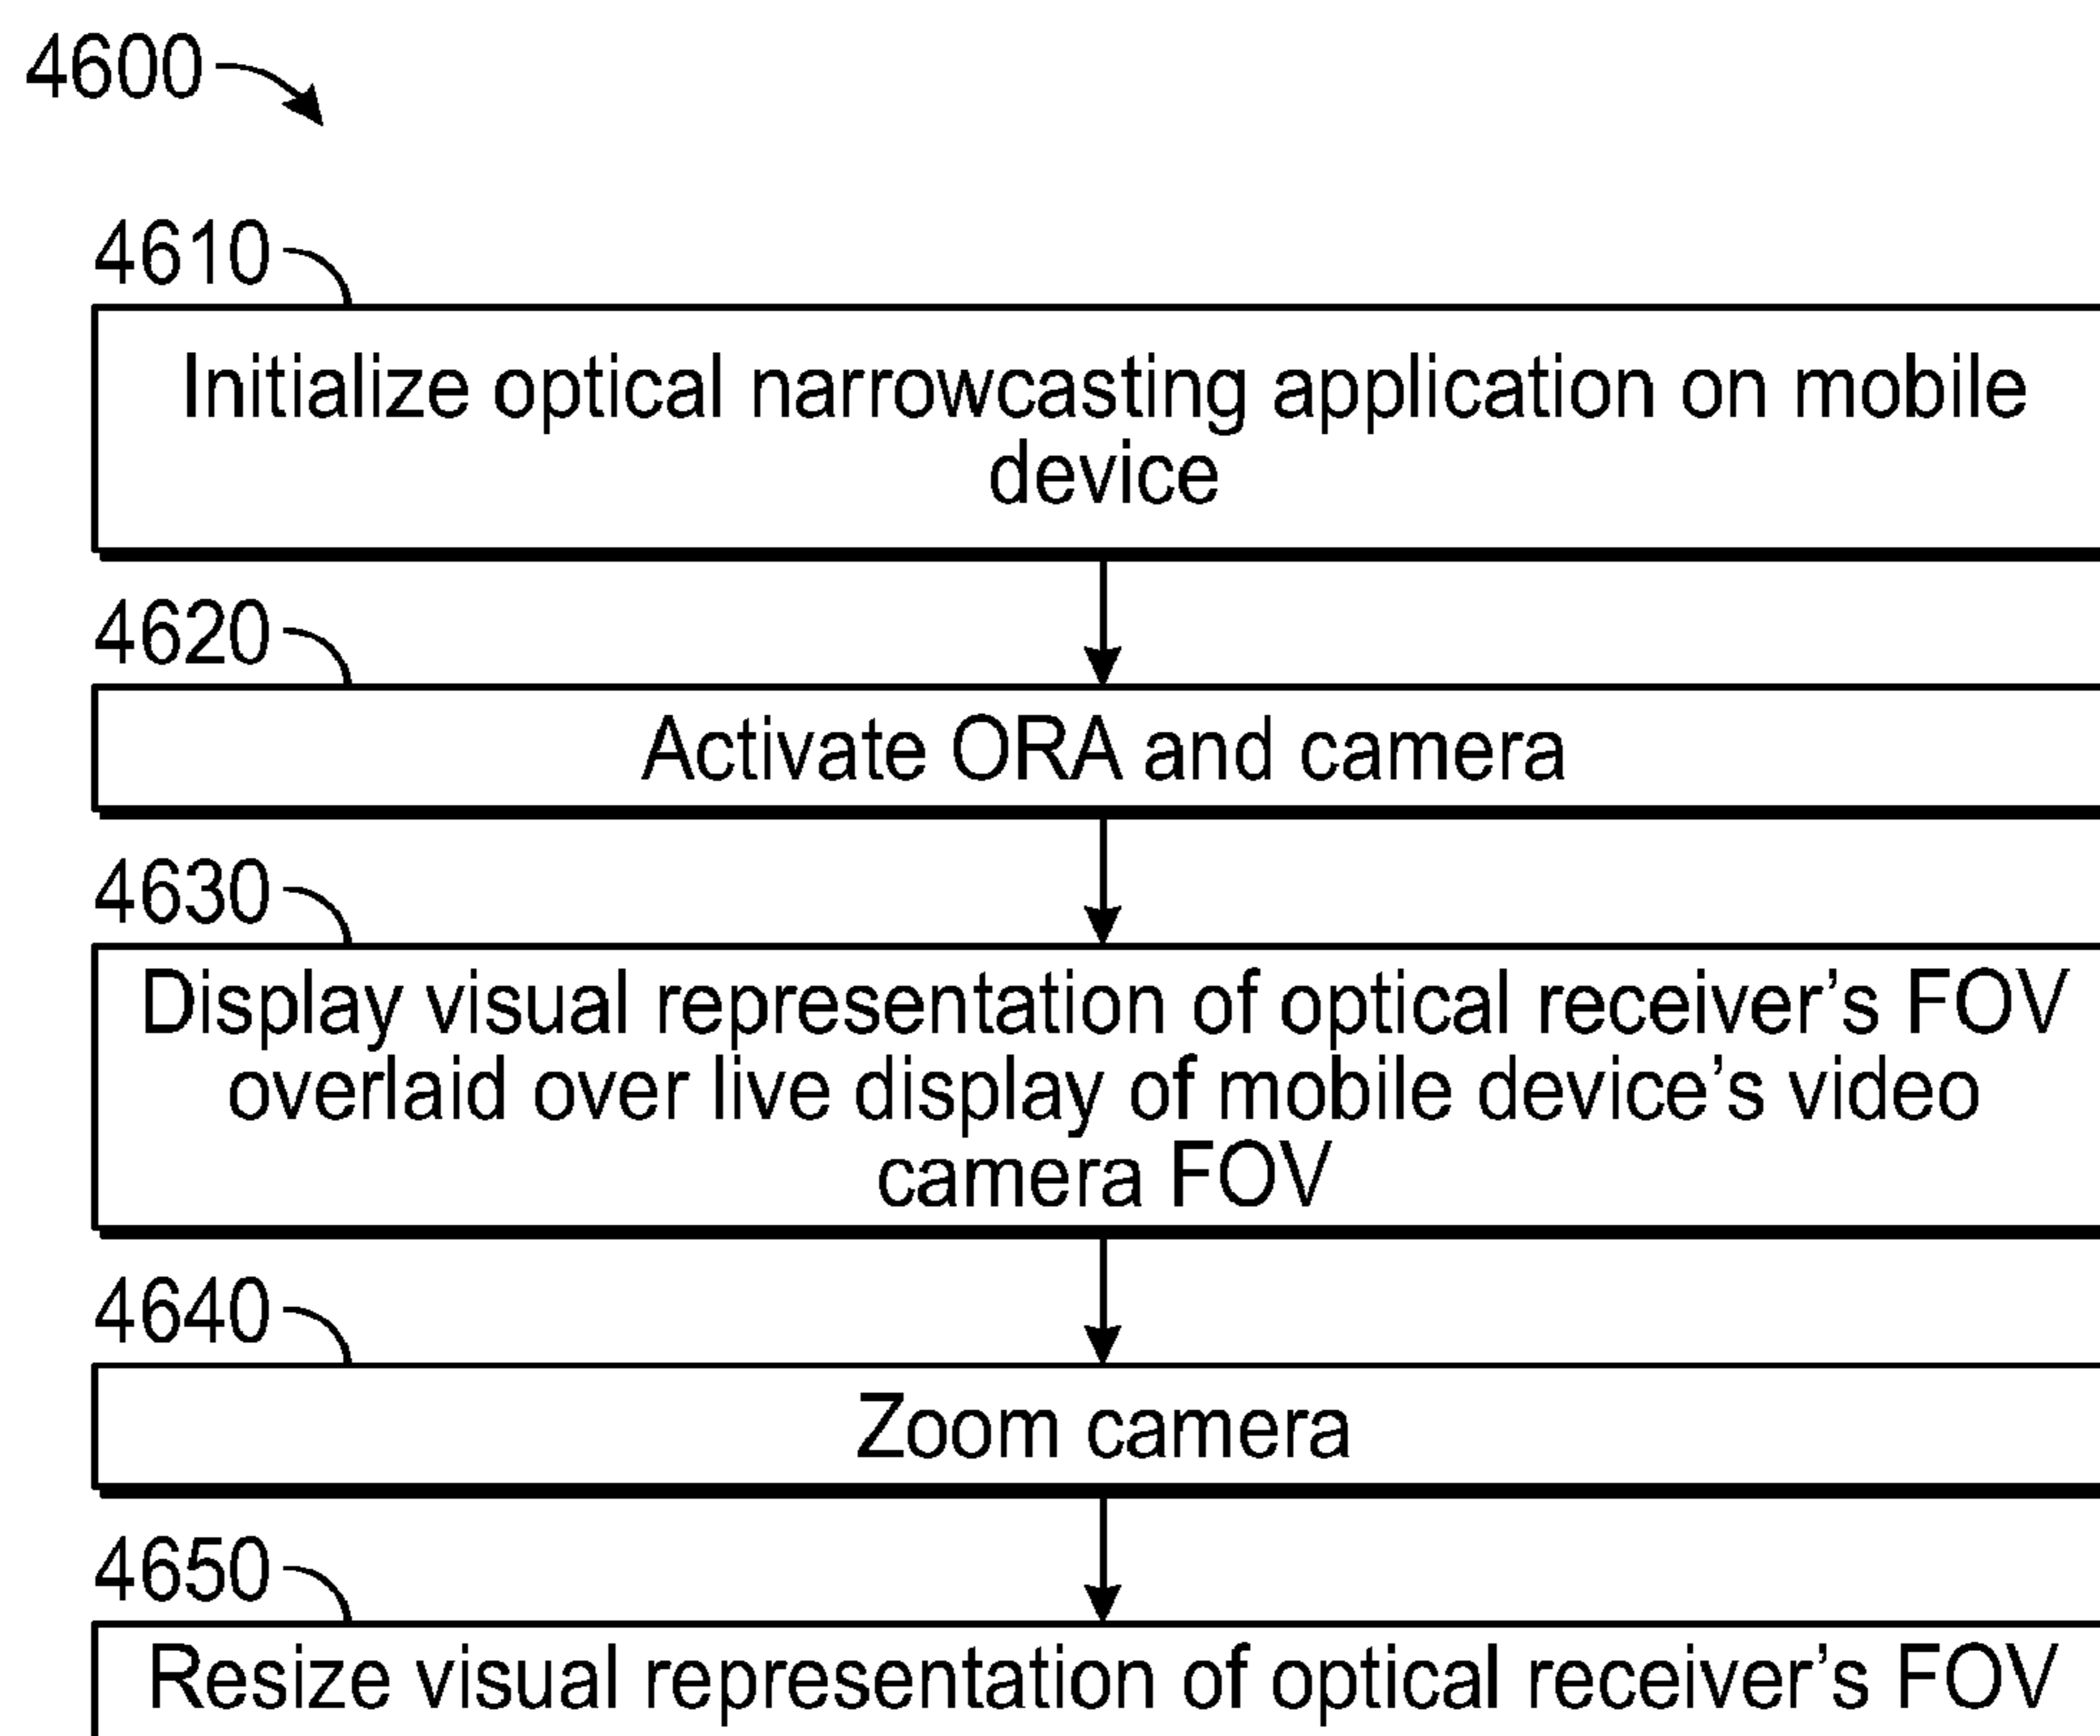 4600
4610
Initialize optical narrowcasting application on mobile
device
4620
Activate ORA and camera
4630
Display visual representation of optical receiver’s FOV
overlaid over live display of mobile device’s video
camera FOV
4640
Zoom camera
4650
Resize visual representation of optical receiver’s FOV